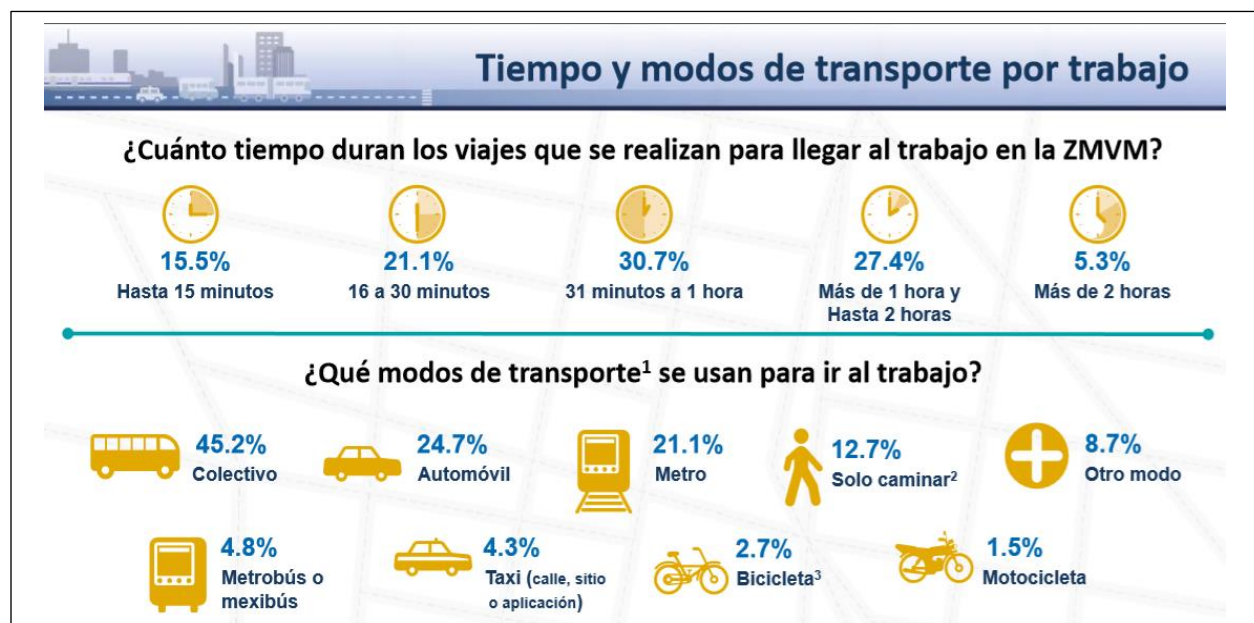 Tiempo y modos de transporte por trabajo
¿Cuánto tiempo duran los viajes que se realizan para llegar al trabajo en la ZMVM?
15.5%
Hasta 15 minutos
21.1%
16 a 30 minutos
30.7%
31 minutos a 1 hora
27.4%
Más de 1 hora y
Hasta 2 horas
5.3%
Más de 2 horas
¿Qué modos de transporte¹ se usan para ir al trabajo?
45.2%
Colectivo
24.7%
Automóvil
21.1%
Metro
12.7%
Solo caminar²
8.7%
Otro modo
4.8%
Metrobús o
mexibús
4.3%
Taxi (calle, sitio
o aplicación)
2.7%
Bicicleta³
1.5%
Motocicleta